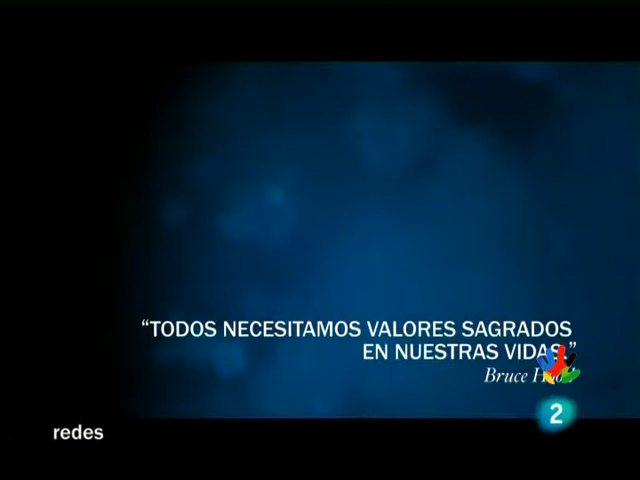 “TODOS NECESITAMOS VALORES SAGRADOS
EN NUESTRAS VIDAS.”
Bruce
2
redes